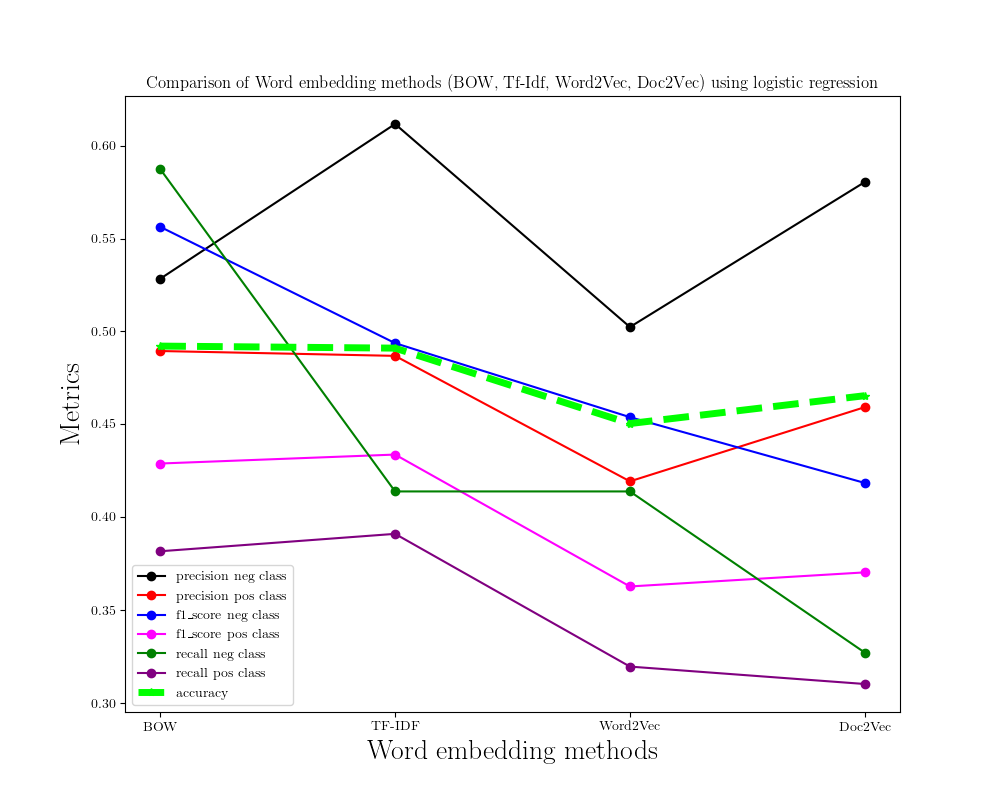 Comparison of Word embedding methods (BOW, Tf-Idf, Word2Vec, Doc2Vec) using logistic regression
0.60
0.55
0.50
0.45
0.40
0.35
0.30
Metrics
precision neg class
precision pos class
f1_score neg class
f1_score pos class
recall neg class
recall pos class
accuracy
BOW TF-IDF Word2Vec Doc2Vec
Word embedding methods